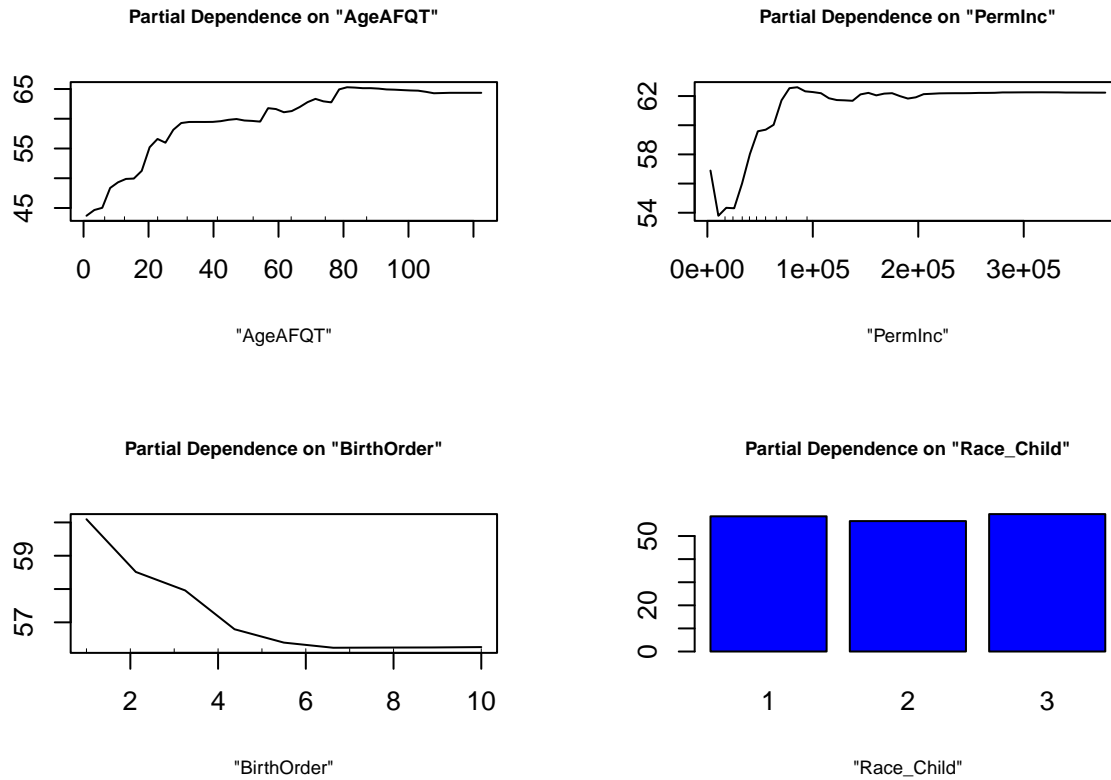 Partial Dependence on "AgeAFQT"
45 55 65
0 20 40 60 80 100
"AgeAFQT"
Partial Dependence on "PermInc"
54 58 62
0e+00 1e+05 2e+05 3e+05
"PermInc"
Partial Dependence on "BirthOrder"
57 59
2 4 6 8 10
"BirthOrder"
Partial Dependence on "Race_Child"
0 20 50
1 2 3
"Race_Child"